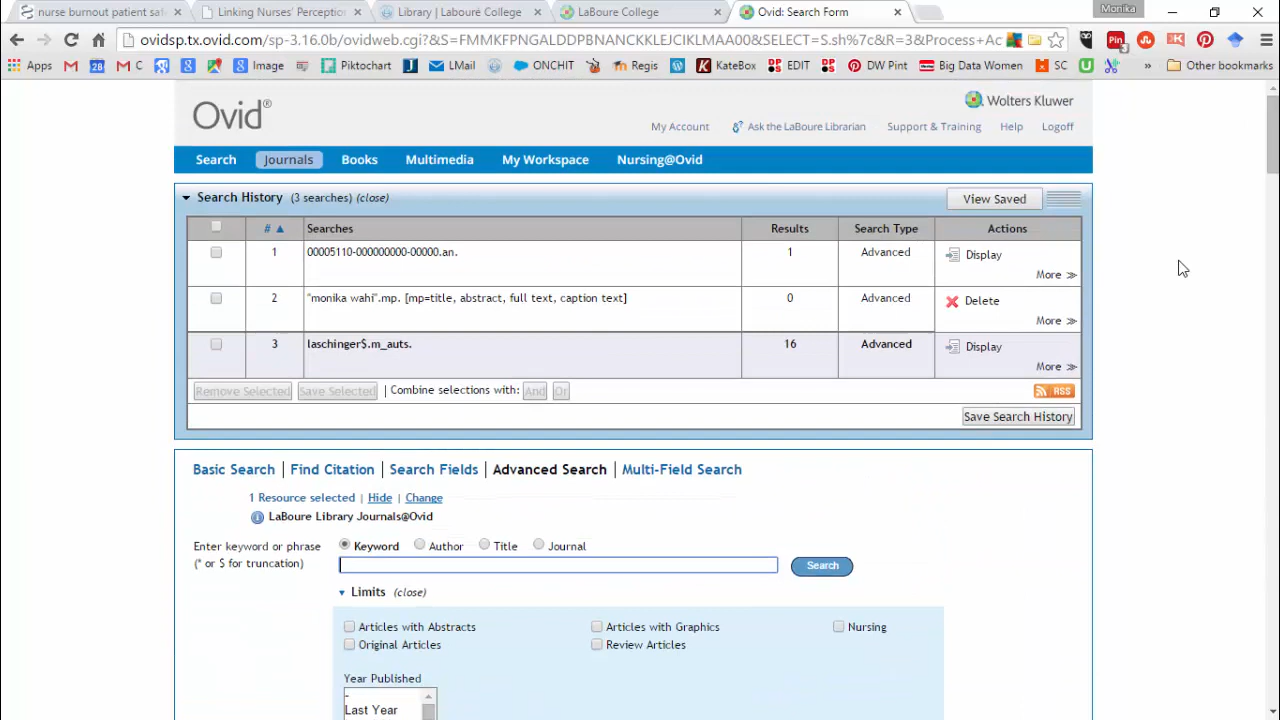 nurse burnout patient saf
Linking Nurses' Perception
Library | Labouré College
LaBoure College
Ovid: Search Form
Monika
ovidsp.tx.ovid.com/sp-3.16.0b/ovidweb.cgi?&S=FMMKFPNGALDDPBNANCKKLEJCIKLMAA00&SELECT=S.sh%7c&R=3&Process+Ac
Apps C Image Piktochart LMail ONCHIT Regis KateBox EDIT DW Pint Big Data Women SC » Other bookmarks
Ovid®
Wolters Kluwer
My Account Ask the LaBoure Librarian Support & Training Help Logoff
Search Journals Books Multimedia My Workspace Nursing@Ovid
Search History (3 searches) (close) View Saved
# Searches Results Search Type Actions
1 00005110-000000000-00000.an. 1 Advanced Display
More ≫
2 "monika wahi".mp. [mp=title, abstract, full text, caption text] 0 Advanced Delete
More ≫
3 laschinger$.m_auts. 16 Advanced Display
More ≫
Remove Selected Save Selected | Combine selections with: And Or RSS
Save Search History
Basic Search | Find Citation | Search Fields | Advanced Search | Multi-Field Search
1 Resource selected | Hide | Change
LaBoure Library Journals@Ovid
Enter keyword or phrase
(* or $ for truncation)
Keyword Author Title Journal
Search
Limits (close)
Articles with Abstracts Articles with Graphics Nursing
Original Articles Review Articles
Year Published
-
Last Year